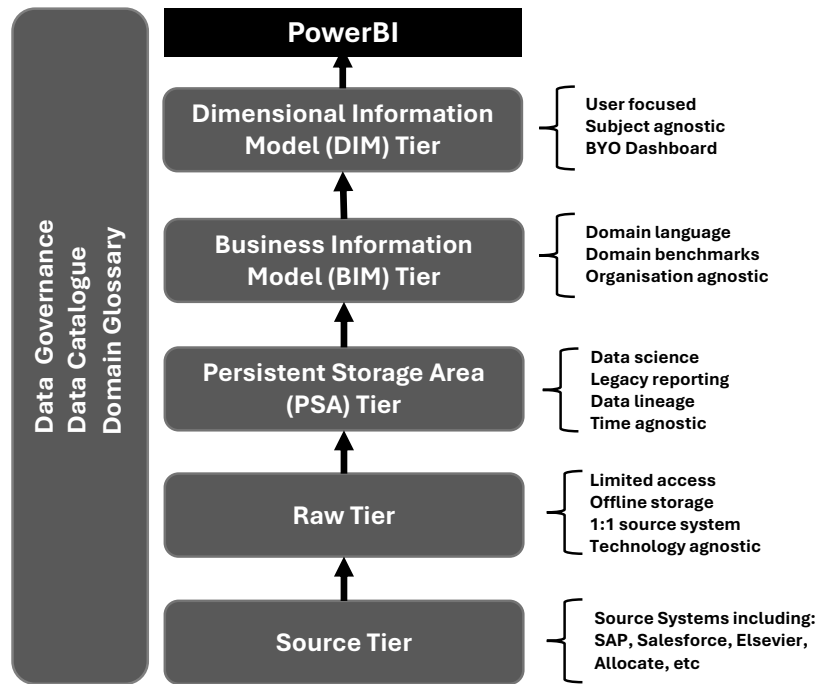 Data Governance
Data Catalogue
Domain Glossary
PowerBI
Dimensional Information
Model (DIM) Tier
User focused
Subject agnostic
BYO Dashboard
Business Information
Model (BIM) Tier
Domain language
Domain benchmarks
Organisation agnostic
Persistent Storage Area
(PSA) Tier
Data science
Legacy reporting
Data lineage
Time agnostic
Raw Tier
Limited access
Offline storage
1:1 source system
Technology agnostic
Source Tier
Source Systems including:
SAP, Salesforce, Elsevier,
Allocate, etc